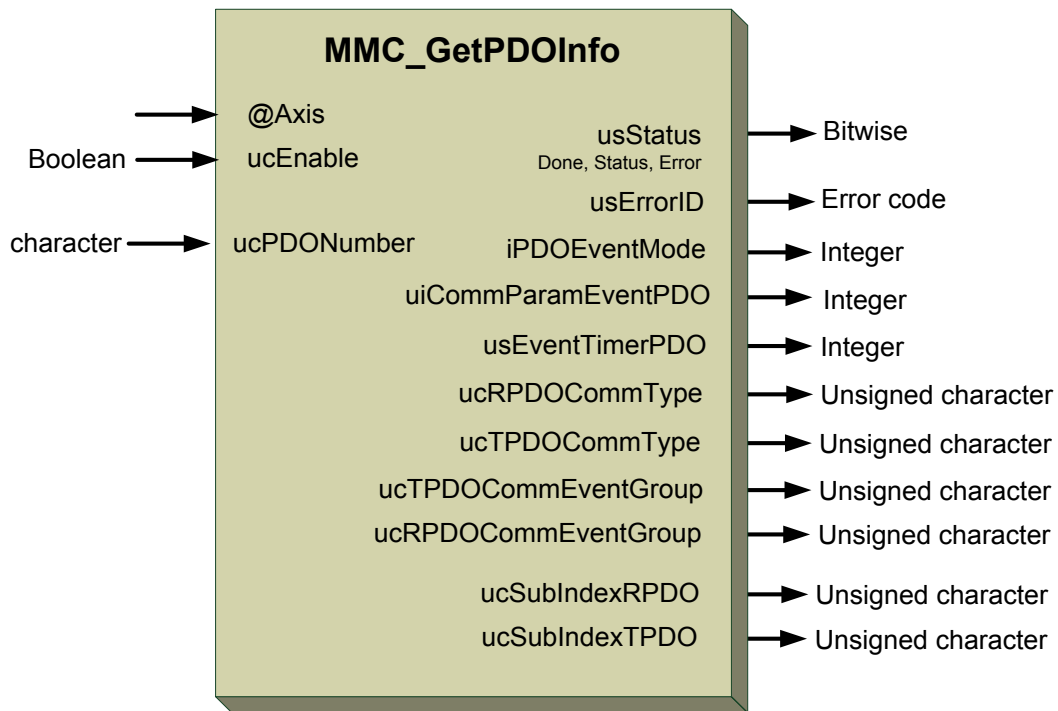 MMC_GetPDOInfo
@Axis
usStatus
Bitwise
Boolean
ucEnable
Done, Status, Error
usErrorID
Error code
character
ucPDONumber
iPDOEventMode
Integer
uiCommParamEventPDO
Integer
usEventTimerPDO
Integer
ucRPDOCommType
Unsigned character
ucTPDOCommType
Unsigned character
ucTPDOCommEventGroup
Unsigned character
ucRPDOCommEventGroup
Unsigned character
ucSubIndexRPDO
Unsigned character
ucSubIndexTPDO
Unsigned character